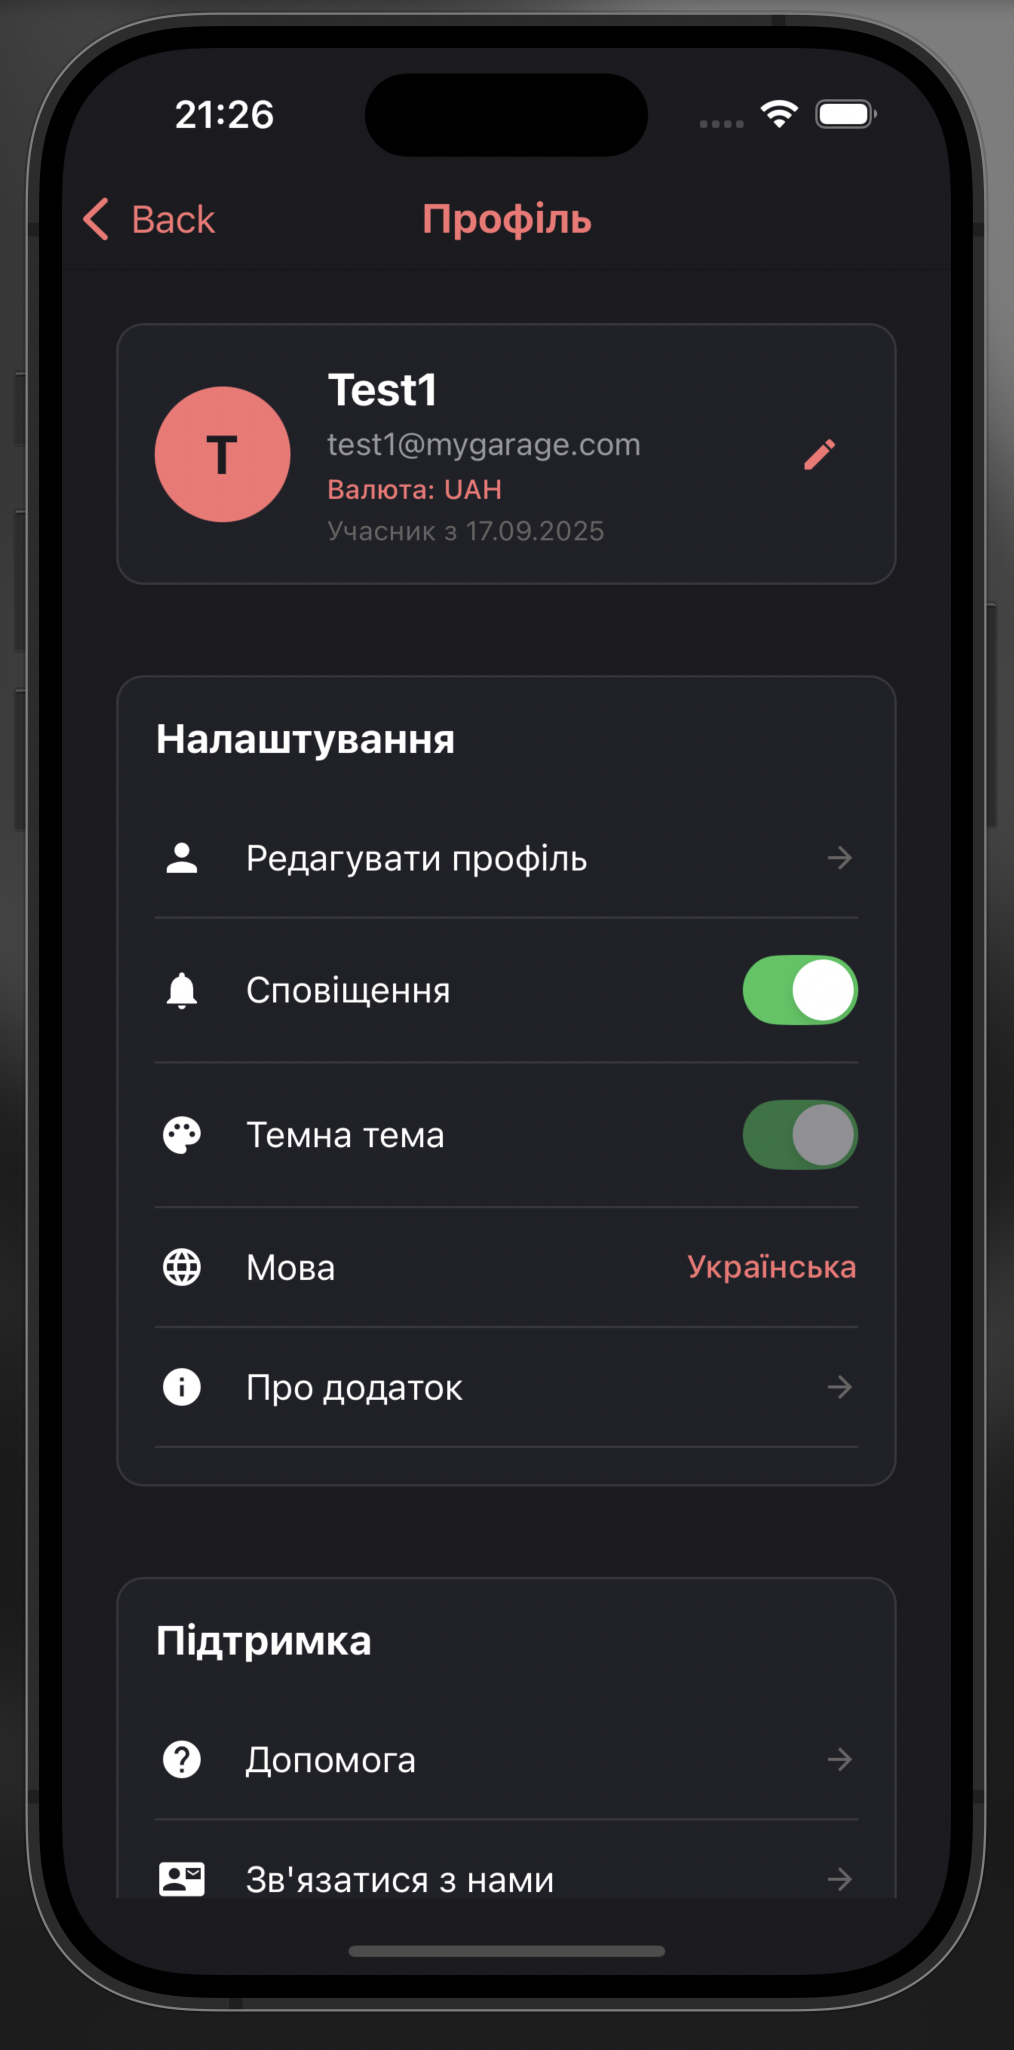 21:26
Back
Профіль
T
Test1
test1@mygarage.com
Валюта: UAH
Учасник з 17.09.2025
Налаштування
Редагувати профіль
Сповіщення
Темна тема
Мова
Українська
Про додаток
Підтримка
Допомога
Зв'язатися з нами